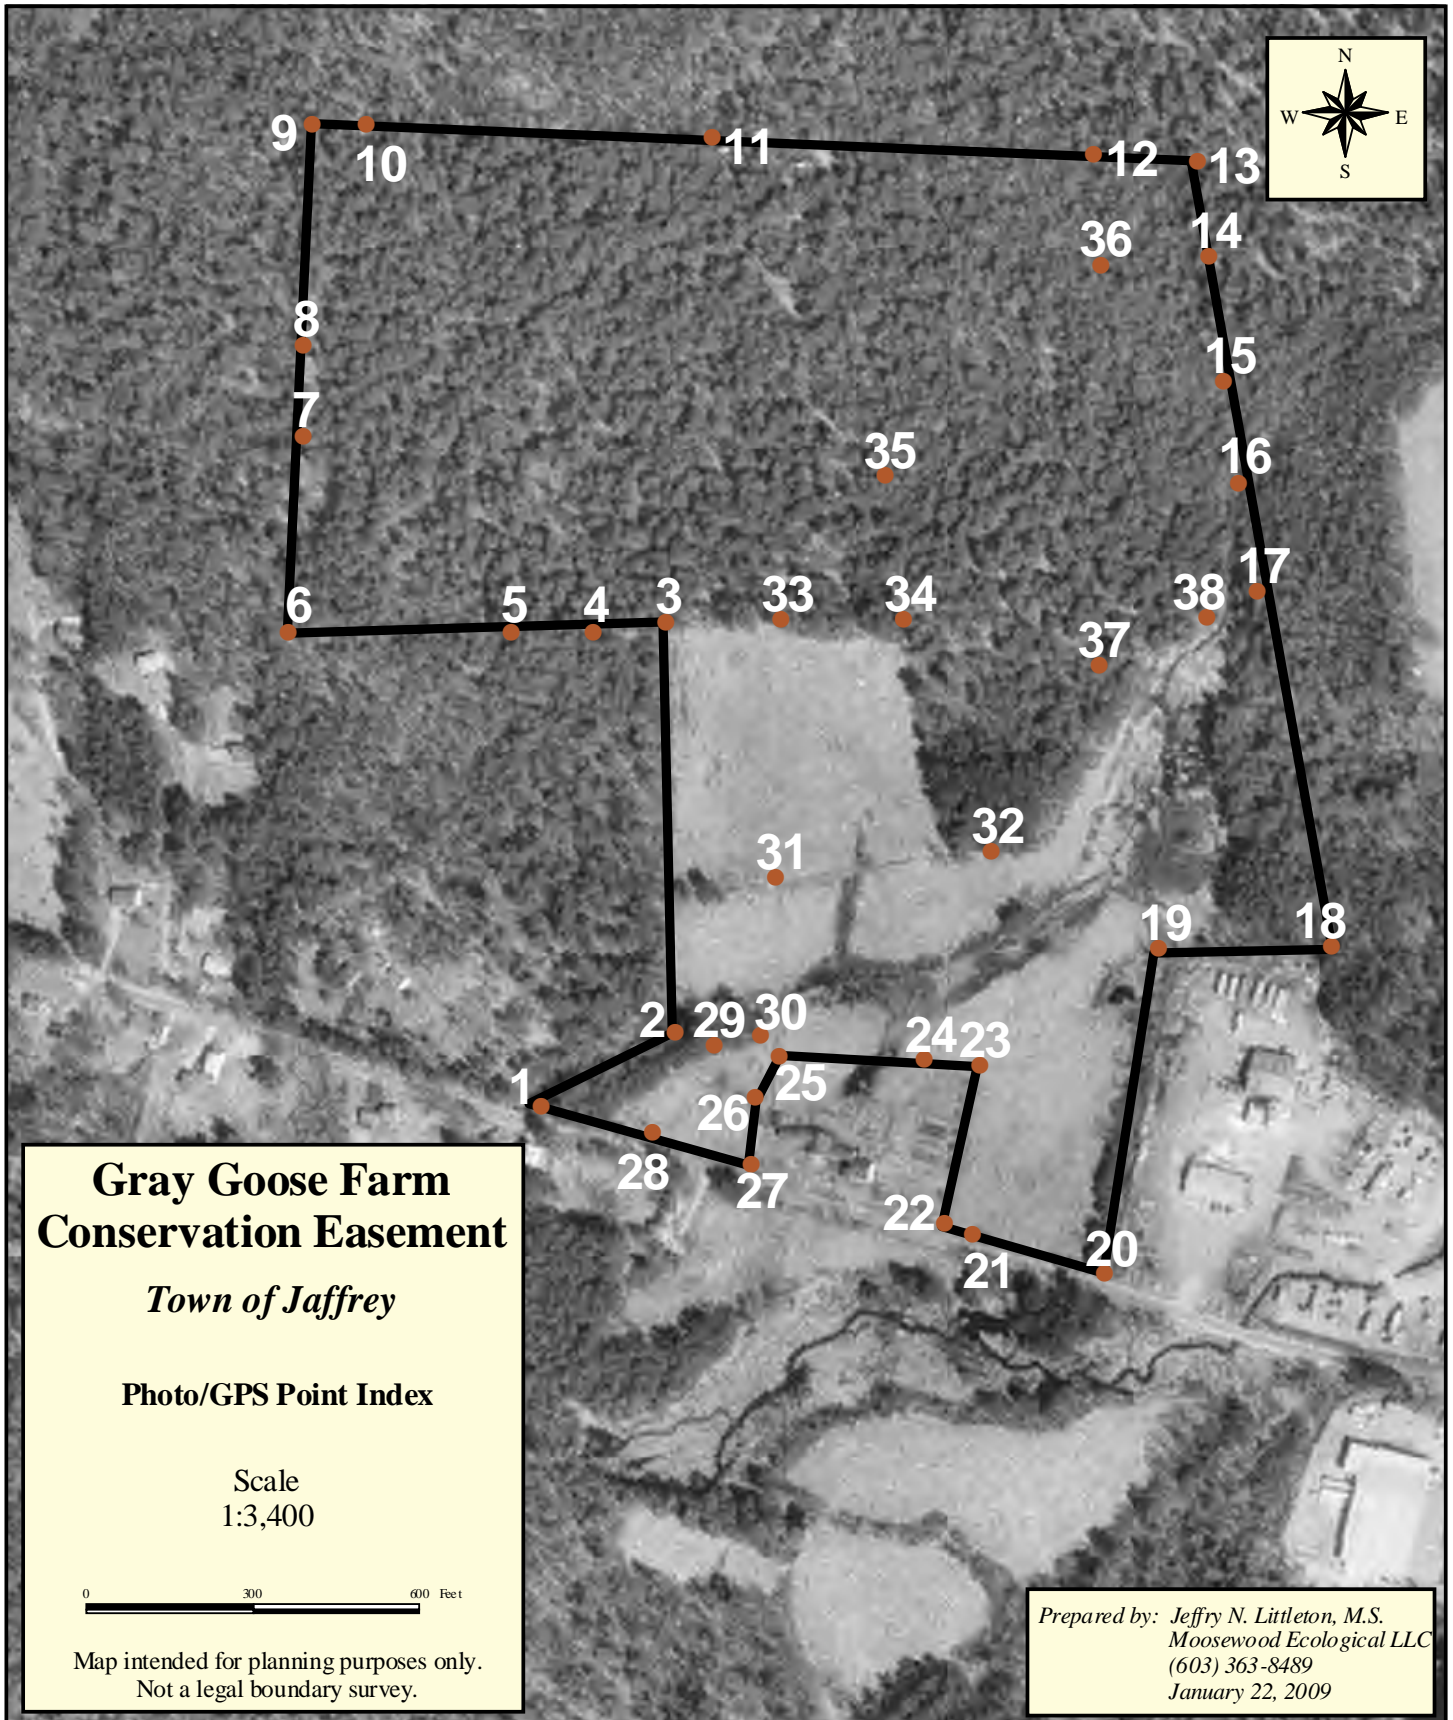 N
W E
S
9
10
11
12
13
14
36
8
15
7
35
16
17
6
5
4
3
33
34
38
37
32
31
19
18
2
29
30
24
23
25
1
26
28
27
22
21
20
Gray Goose Farm
Conservation Easement
Town of Jaffrey
Photo/GPS Point Index
Scale
1:3,400
0 300 600 Feet
Map intended for planning purposes only.
Not a legal boundary survey.
Prepared by: Jeffry N. Littleton, M.S.
Moosewood Ecological LLC
(603) 363-8489
January 22, 2009